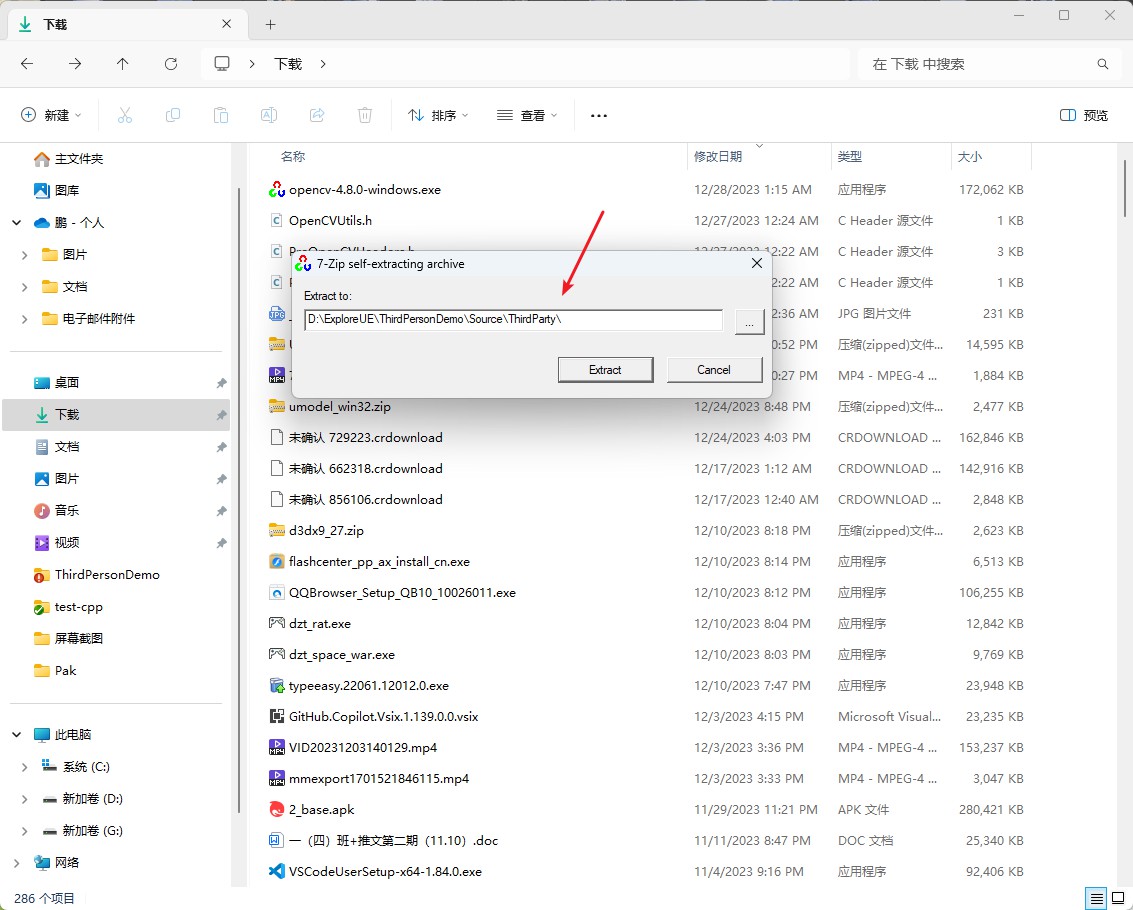 下载
下载
在 下载 中搜索
新建
排序
查看
预览
主文件夹
图库
鹏 - 个人
图片
文档
电子邮件附件
桌面
下载
文档
图片
音乐
视频
ThirdPersonDemo
test-cpp
屏幕截图
Pak
此电脑
系统 (C:)
新加卷 (D:)
新加卷 (G:)
网络
名称 修改日期 类型 大小
opencv-4.8.0-windows.exe 12/28/2023 1:15 AM 应用程序 172,062 KB
OpenCVUtils.h 12/27/2023 12:24 AM C Header 源文件 1 KB
C Header 源文件 3 KB
:22 AM C Header 源文件 1 KB
2:36 AM JPG 图片文件 231 KB
0:52 PM 压缩(zipped)文件... 14,595 KB
0:27 PM MP4 - MPEG-4 ... 1,884 KB
7-Zip self-extracting archive
Extract to:
D:\ExploreUE\ThirdPersonDemo\Source\ThirdParty\
...
Extract
Cancel
umodel_win32.zip 12/24/2023 8:48 PM 压缩(zipped)文件... 2,477 KB
未确认 729223.crdownload 12/24/2023 4:03 PM CRDOWNLOAD ... 162,846 KB
未确认 662318.crdownload 12/17/2023 1:12 AM CRDOWNLOAD ... 142,916 KB
未确认 856106.crdownload 12/17/2023 12:40 AM CRDOWNLOAD ... 2,848 KB
d3dx9_27.zip 12/10/2023 8:18 PM 压缩(zipped)文件... 2,623 KB
flashcenter_pp_ax_install_cn.exe 12/10/2023 8:14 PM 应用程序 6,513 KB
QQBrowser_Setup_QB10_10026011.exe 12/10/2023 8:12 PM 应用程序 106,255 KB
dzt_rat.exe 12/10/2023 8:04 PM 应用程序 12,842 KB
dzt_space_war.exe 12/10/2023 8:03 PM 应用程序 9,769 KB
typeeasy.22061.12012.0.exe 12/10/2023 7:47 PM 应用程序 23,948 KB
GitHub.Copilot.Vsix.1.139.0.0.vsix 12/3/2023 4:15 PM Microsoft Visual... 23,235 KB
VID20231203140129.mp4 12/3/2023 3:36 PM MP4 - MPEG-4 ... 153,237 KB
mmexport1701521846115.mp4 12/3/2023 3:33 PM MP4 - MPEG-4 ... 3,047 KB
2_base.apk 11/29/2023 11:21 PM APK 文件 280,421 KB
一（四）班+推文第二期（11.10）.doc 11/11/2023 8:47 PM DOC 文档 25,340 KB
VSCodeUserSetup-x64-1.84.0.exe 11/4/2023 9:16 PM 应用程序 92,406 KB
286 个项目